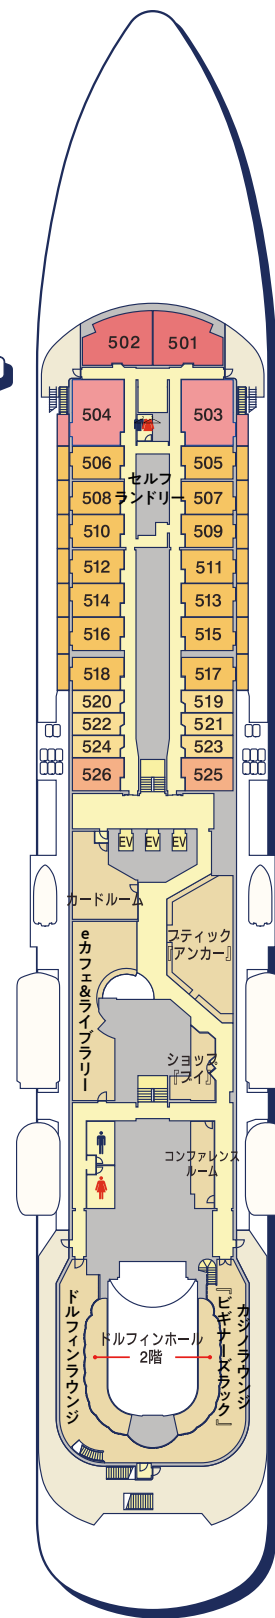 502 501
504 503
セルフ
ランドリー
506 505
508 507
510 509
512 511
514 513
516 515
518 517
520 519
522 521
524 523
526 525
EV EV EV
カードルーム
ブティック
『アンカー』
eカフェ&ライブラリー
ショップ
『ブイ』
コンファレンス
ルーム
ドルフィンラウンジ
ドルフィンホール
2階
カジノラウンジ
『ビギナーズラック』